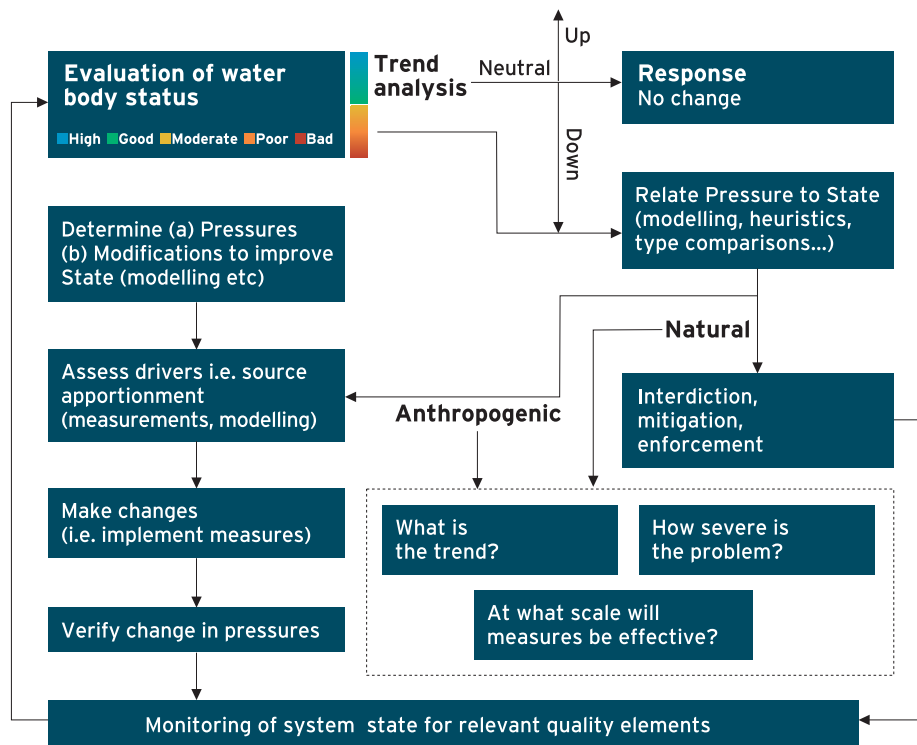 Evaluation of water
body status
High Good Moderate Poor Bad
Trend
analysis
Neutral
Up
Down
Response
No change
Relate Pressure to State
(modelling, heuristics,
type comparisons...)
Determine (a) Pressures
(b) Modifications to improve
State (modelling etc)
Natural
Assess drivers i.e. source
apportionment
(measurements, modelling)
Anthropogenic
Interdiction,
mitigation,
enforcement
Make changes
(i.e. implement measures)
What is
the trend?
How severe is
the problem?
At what scale will
measures be effective?
Verify change in pressures
Monitoring of system state for relevant quality elements